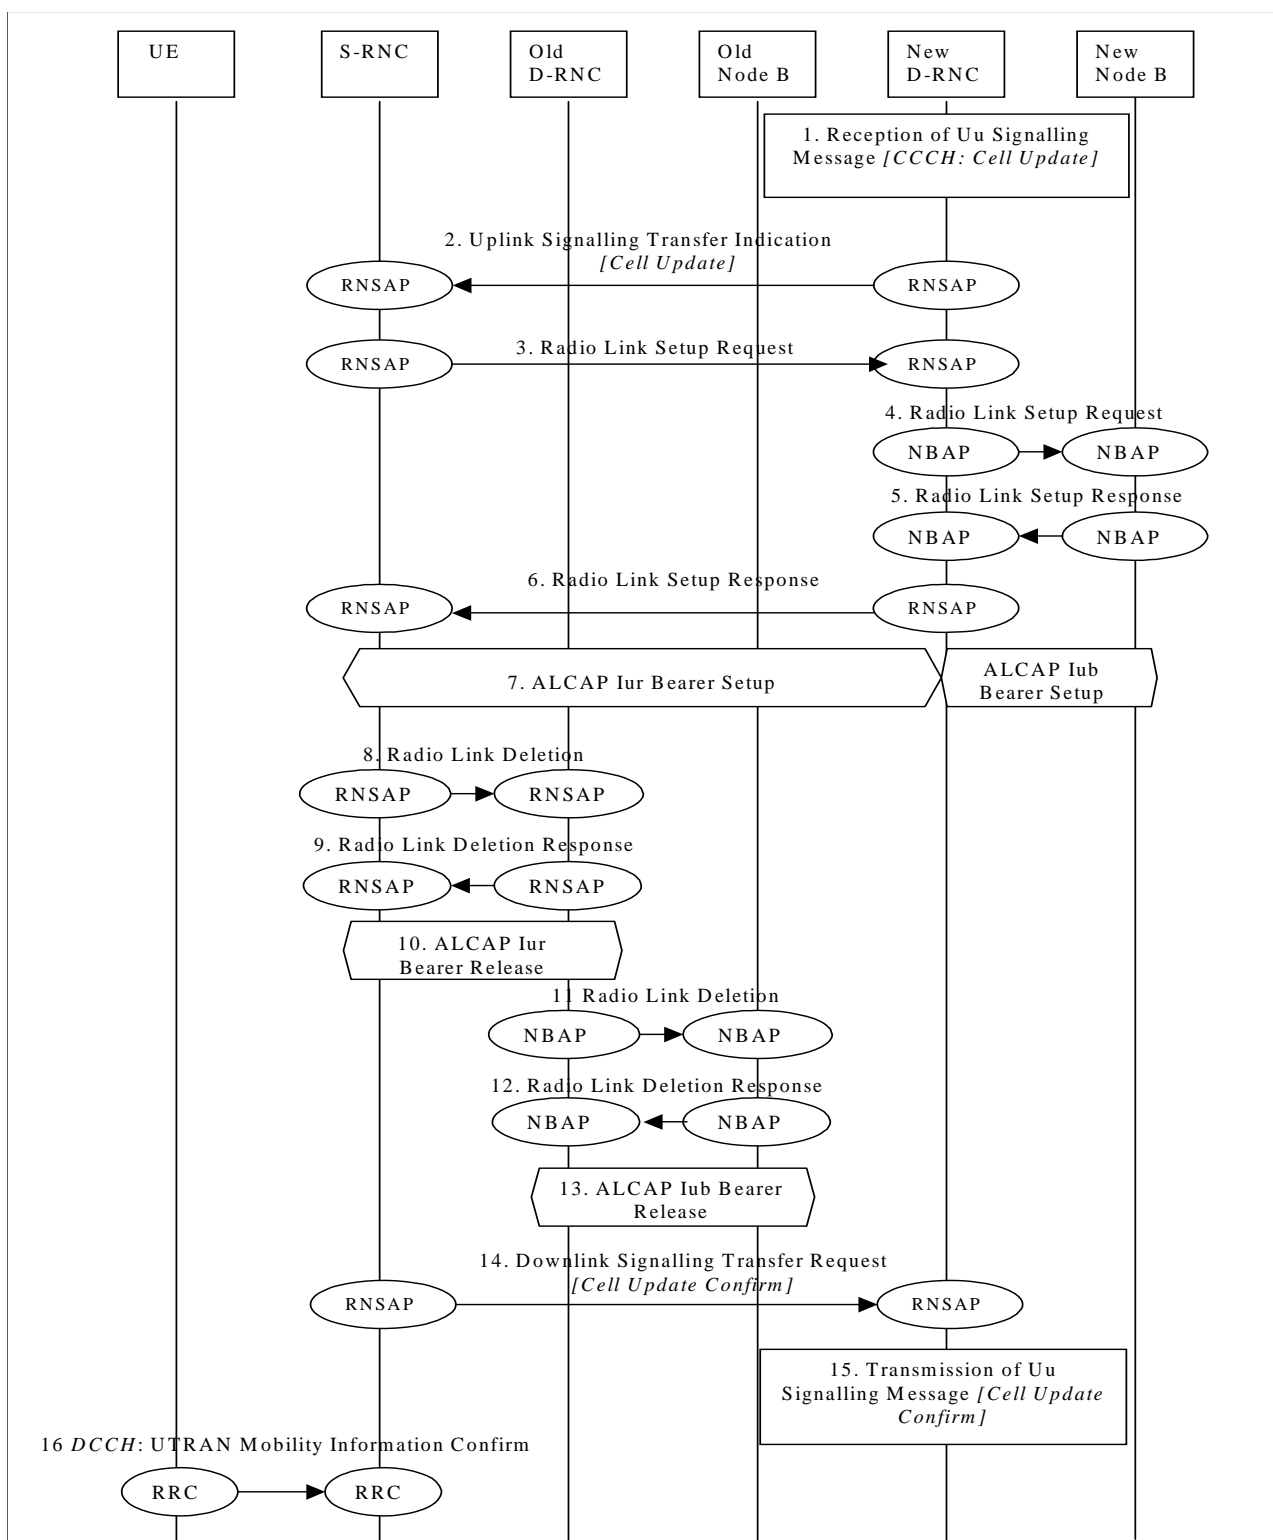 UE
S-RNC
Old
D-RNC
Old
Node B
New
D-RNC
New
Node B
1. Reception of Uu Signalling
Message [CCCH: Cell Update]
2. Uplink Signalling Transfer Indication
[Cell Update]
RNSAP
RNSAP
3. Radio Link Setup Request
RNSAP
RNSAP
4. Radio Link Setup Request
NBAP
NBAP
5. Radio Link Setup Response
NBAP
NBAP
6. Radio Link Setup Response
RNSAP
RNSAP
7. ALCAP Iur Bearer Setup
ALCAP Iub
Bearer Setup
8. Radio Link Deletion
RNSAP
RNSAP
9. Radio Link Deletion Response
RNSAP
RNSAP
10. ALCAP Iur
Bearer Release
11 Radio Link Deletion
NBAP
NBAP
12. Radio Link Deletion Response
NBAP
NBAP
13. ALCAP Iub Bearer
Release
14. Downlink Signalling Transfer Request
[Cell Update Confirm]
RNSAP
RNSAP
15. Transmission of Uu
Signalling Message [Cell Update
Confirm]
16 DCCH: UTRAN Mobility Information Confirm
RRC
RRC